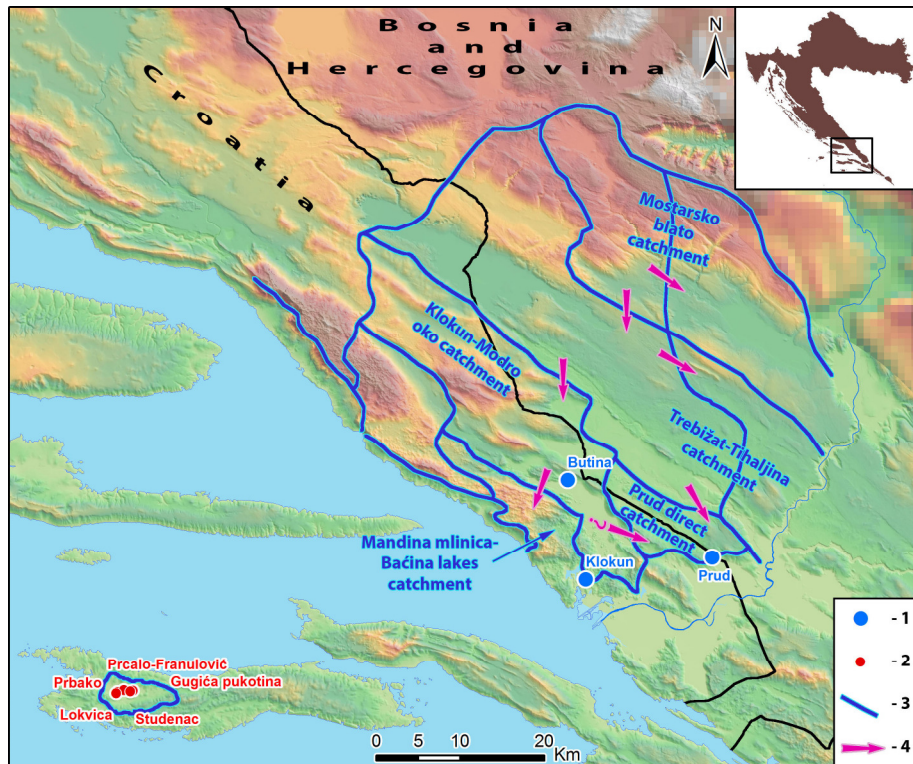 Bosnia
and
Hercegovina
N
Croatia
Mostarsko
blato
catchment
Klokun-Modro
oko catchment
Trebižat-Tihaljina
catchment
Butina
Prud direct
catchment
?
Mandina mlinica-
Baćina lakes
catchment
Klokun
Prud
Prcalo-Franulović
Prbako
Gugića pukotina
Lokvica
Studenac
0 5 10 20
Km
- 1
- 2
- 3
- 4